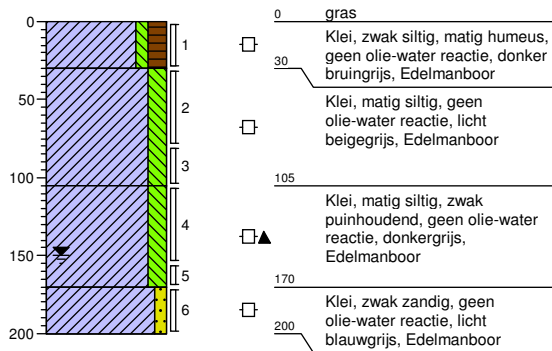 0
50
100
150
200
1
2
3
4
5
6
0 gras
Klei, zwak siltig, matig humeus,
geen olie-water reactie, donker
bruingrijs, Edelmanboor
30
Klei, matig siltig, geen
olie-water reactie, licht
beigegrijs, Edelmanboor
105
Klei, matig siltig, zwak
puinhoudend, geen olie-water
reactie, donkergrijs,
Edelmanboor
170
Klei, zwak zandig, geen
olie-water reactie, licht
blauwgrijs, Edelmanboor
200